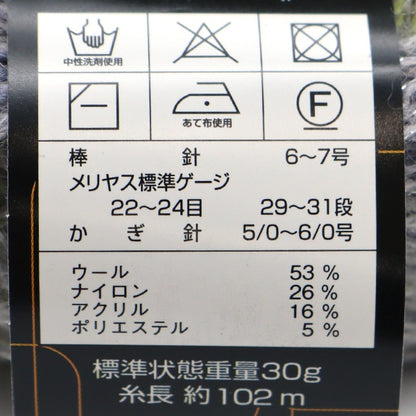 中性洗剤使用
あて布使用
F
棒針 6～7号
メリヤス標準ゲージ
22～24目 29～31段
かぎ針 5/0～6/0号
ウール 53 %
ナイロン 26 %
アクリル 16 %
ポリエステル 5 %
標準状態重量30g
糸長 約102m